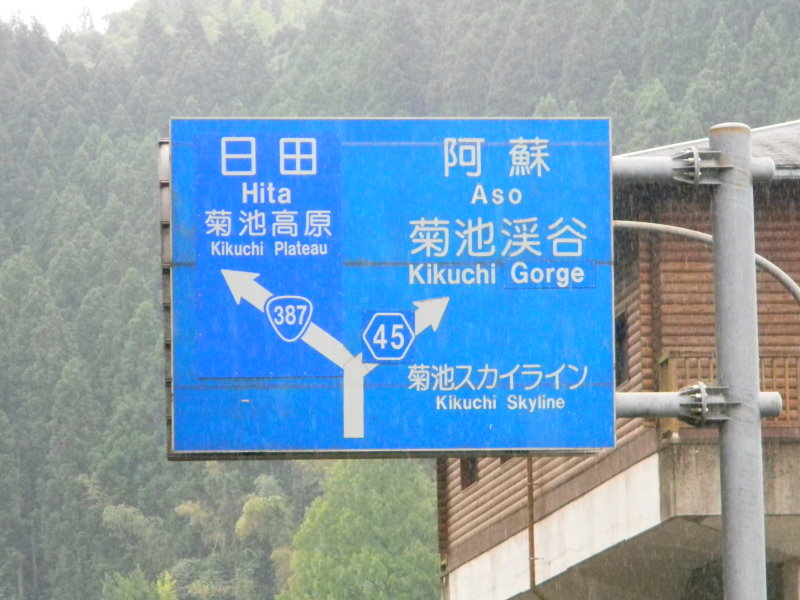 日田
Hita
菊池高原
Kikuchi Plateau
387
阿蘇
Aso
菊池渓谷
Kikuchi Gorge
45
菊池スカイライン
Kikuchi Skyline